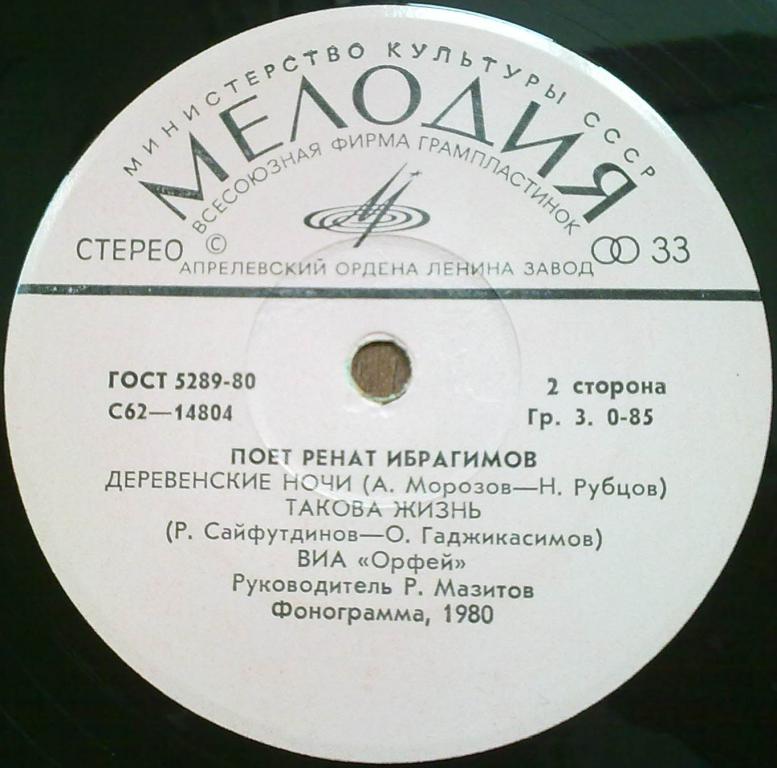 МИНИСТЕРСТВО КУЛЬТУРЫ СССР
МЕЛОДИЯ
ВСЕСОЮЗНАЯ ФИРМА ГРАМПЛАСТИНОК
СТЕРЕО © 33
АПРЕЛЕВСКИЙ ОРДЕНА ЛЕНИНА ЗАВОД
ГОСТ 5289-80 2 сторона
С62—14804 Гр. 3. 0-85
ПОЕТ РЕНАТ ИБРАГИМОВ
ДЕРЕВЕНСКИЕ НОЧИ (А. Морозов—Н. Рубцов)
ТАКОВА ЖИЗНЬ
(Р. Сайфутдинов—О. Гаджикасимов)
ВИА «Орфей»
Руководитель Р. Мазитов
Фонограмма, 1980